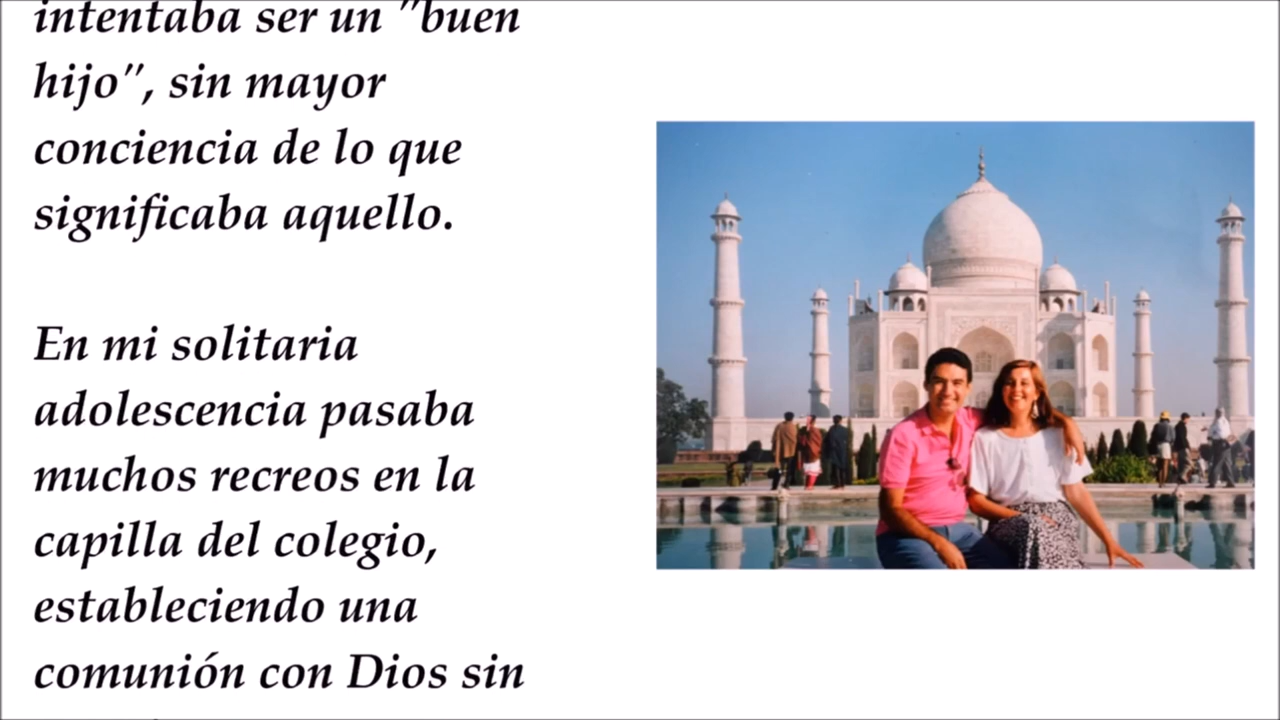 intentaba ser un "buen
hijo", sin mayor
conciencia de lo que
significaba aquello.
En mi solitaria
adolescencia pasaba
muchos recreos en la
capilla del colegio,
estableciendo una
comunión con Dios sin